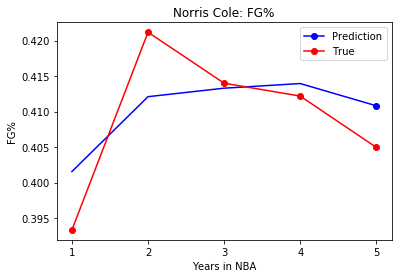 Norris Cole: FG%
Prediction
True
0.420
0.415
0.410
0.405
0.400
0.395
FG%
1 2 3 4 5
Years in NBA